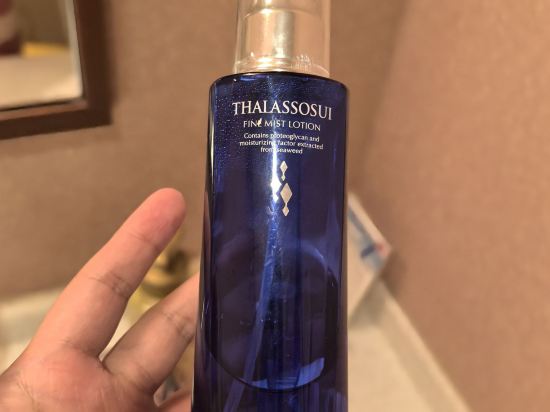 THALASSOSUI
FINE MIST LOTION
Contains proteoglycan and
moisturizing factor extracted
from seaweed